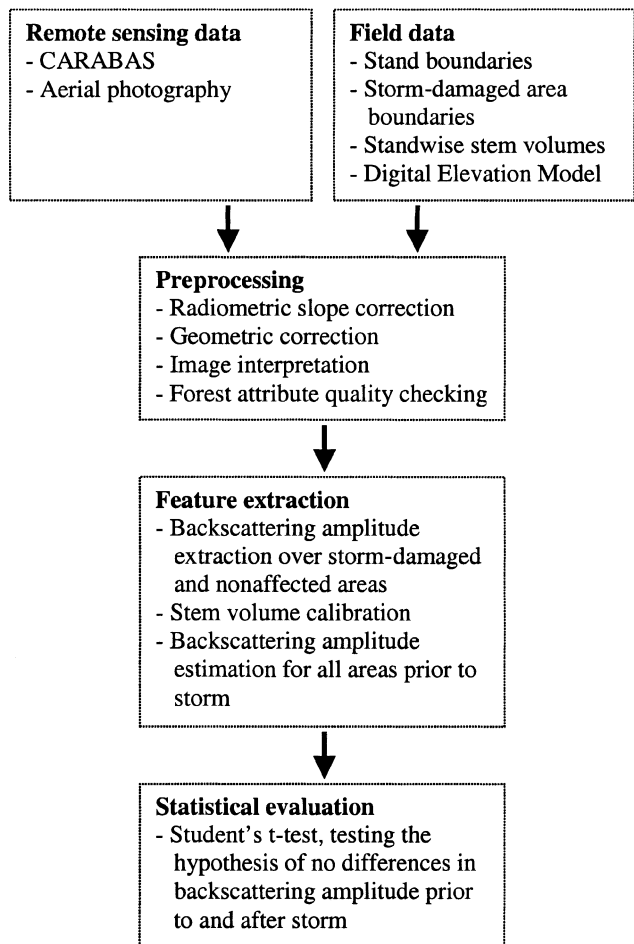 Remote sensing data
- CARABAS
- Aerial photography
Field data
- Stand boundaries
- Storm-damaged area
boundaries
- Standwise stem volumes
- Digital Elevation Model
Preprocessing
- Radiometric slope correction
- Geometric correction
- Image interpretation
- Forest attribute quality checking
Feature extraction
- Backscattering amplitude
extraction over storm-damaged
and nonaffected areas
- Stem volume calibration
- Backscattering amplitude
estimation for all areas prior to
storm
Statistical evaluation
- Student's t-test, testing the
hypothesis of no differences in
backscattering amplitude prior
to and after storm